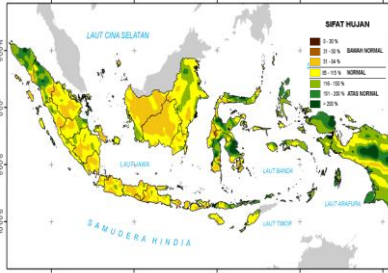 LAUT CINA SELATAN
SIFAT HUJAN
0 - 30 %
31 - 50 % BAWAH NORMAL
51 - 84 %
85 - 115 % NORMAL
116 - 150 %
151 - 200 % ATAS NORMAL
> 200 %
LAUT JAWA
LAUT BANDA
LAUT ARAFURA
LAUT TIMOR
SAMUDERA HINDIA